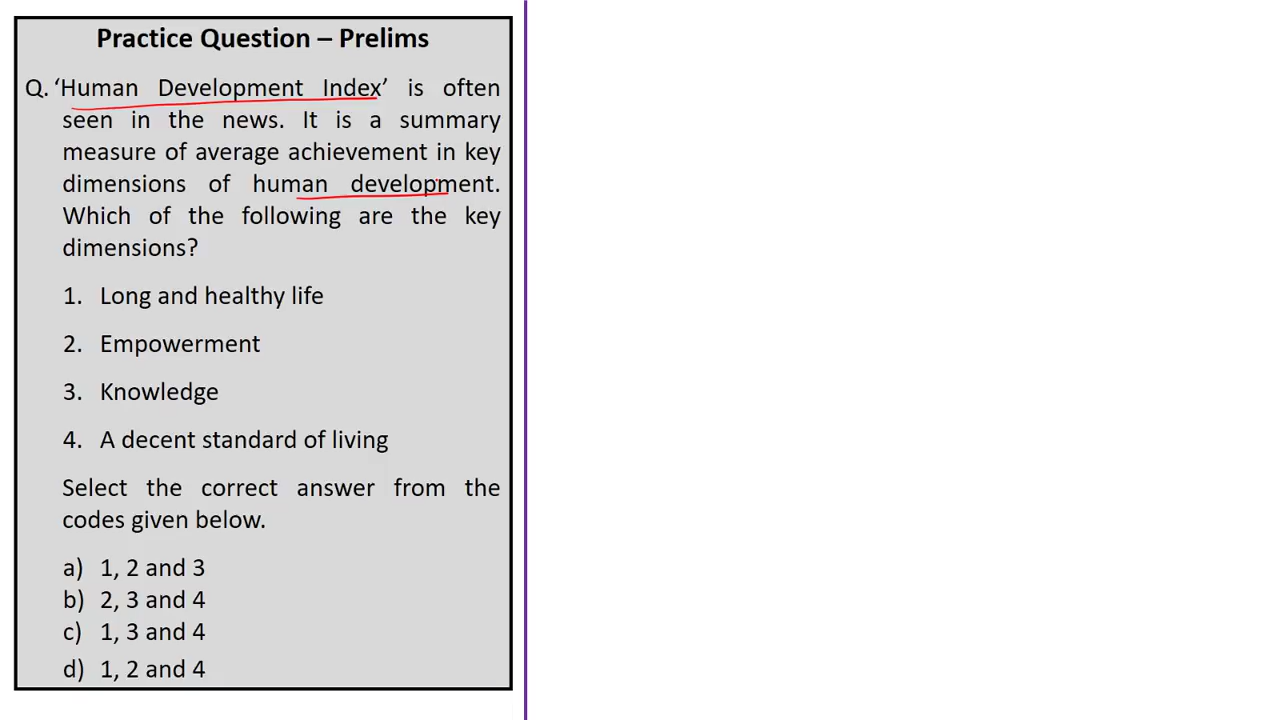 Practice Question – Prelims
Q. ‘Human Development Index’ is often
seen in the news. It is a summary
measure of average achievement in key
dimensions of human development.
Which of the following are the key
dimensions?
1. Long and healthy life
2. Empowerment
3. Knowledge
4. A decent standard of living
Select the correct answer from the
codes given below.
a) 1, 2 and 3
b) 2, 3 and 4
c) 1, 3 and 4
d) 1, 2 and 4